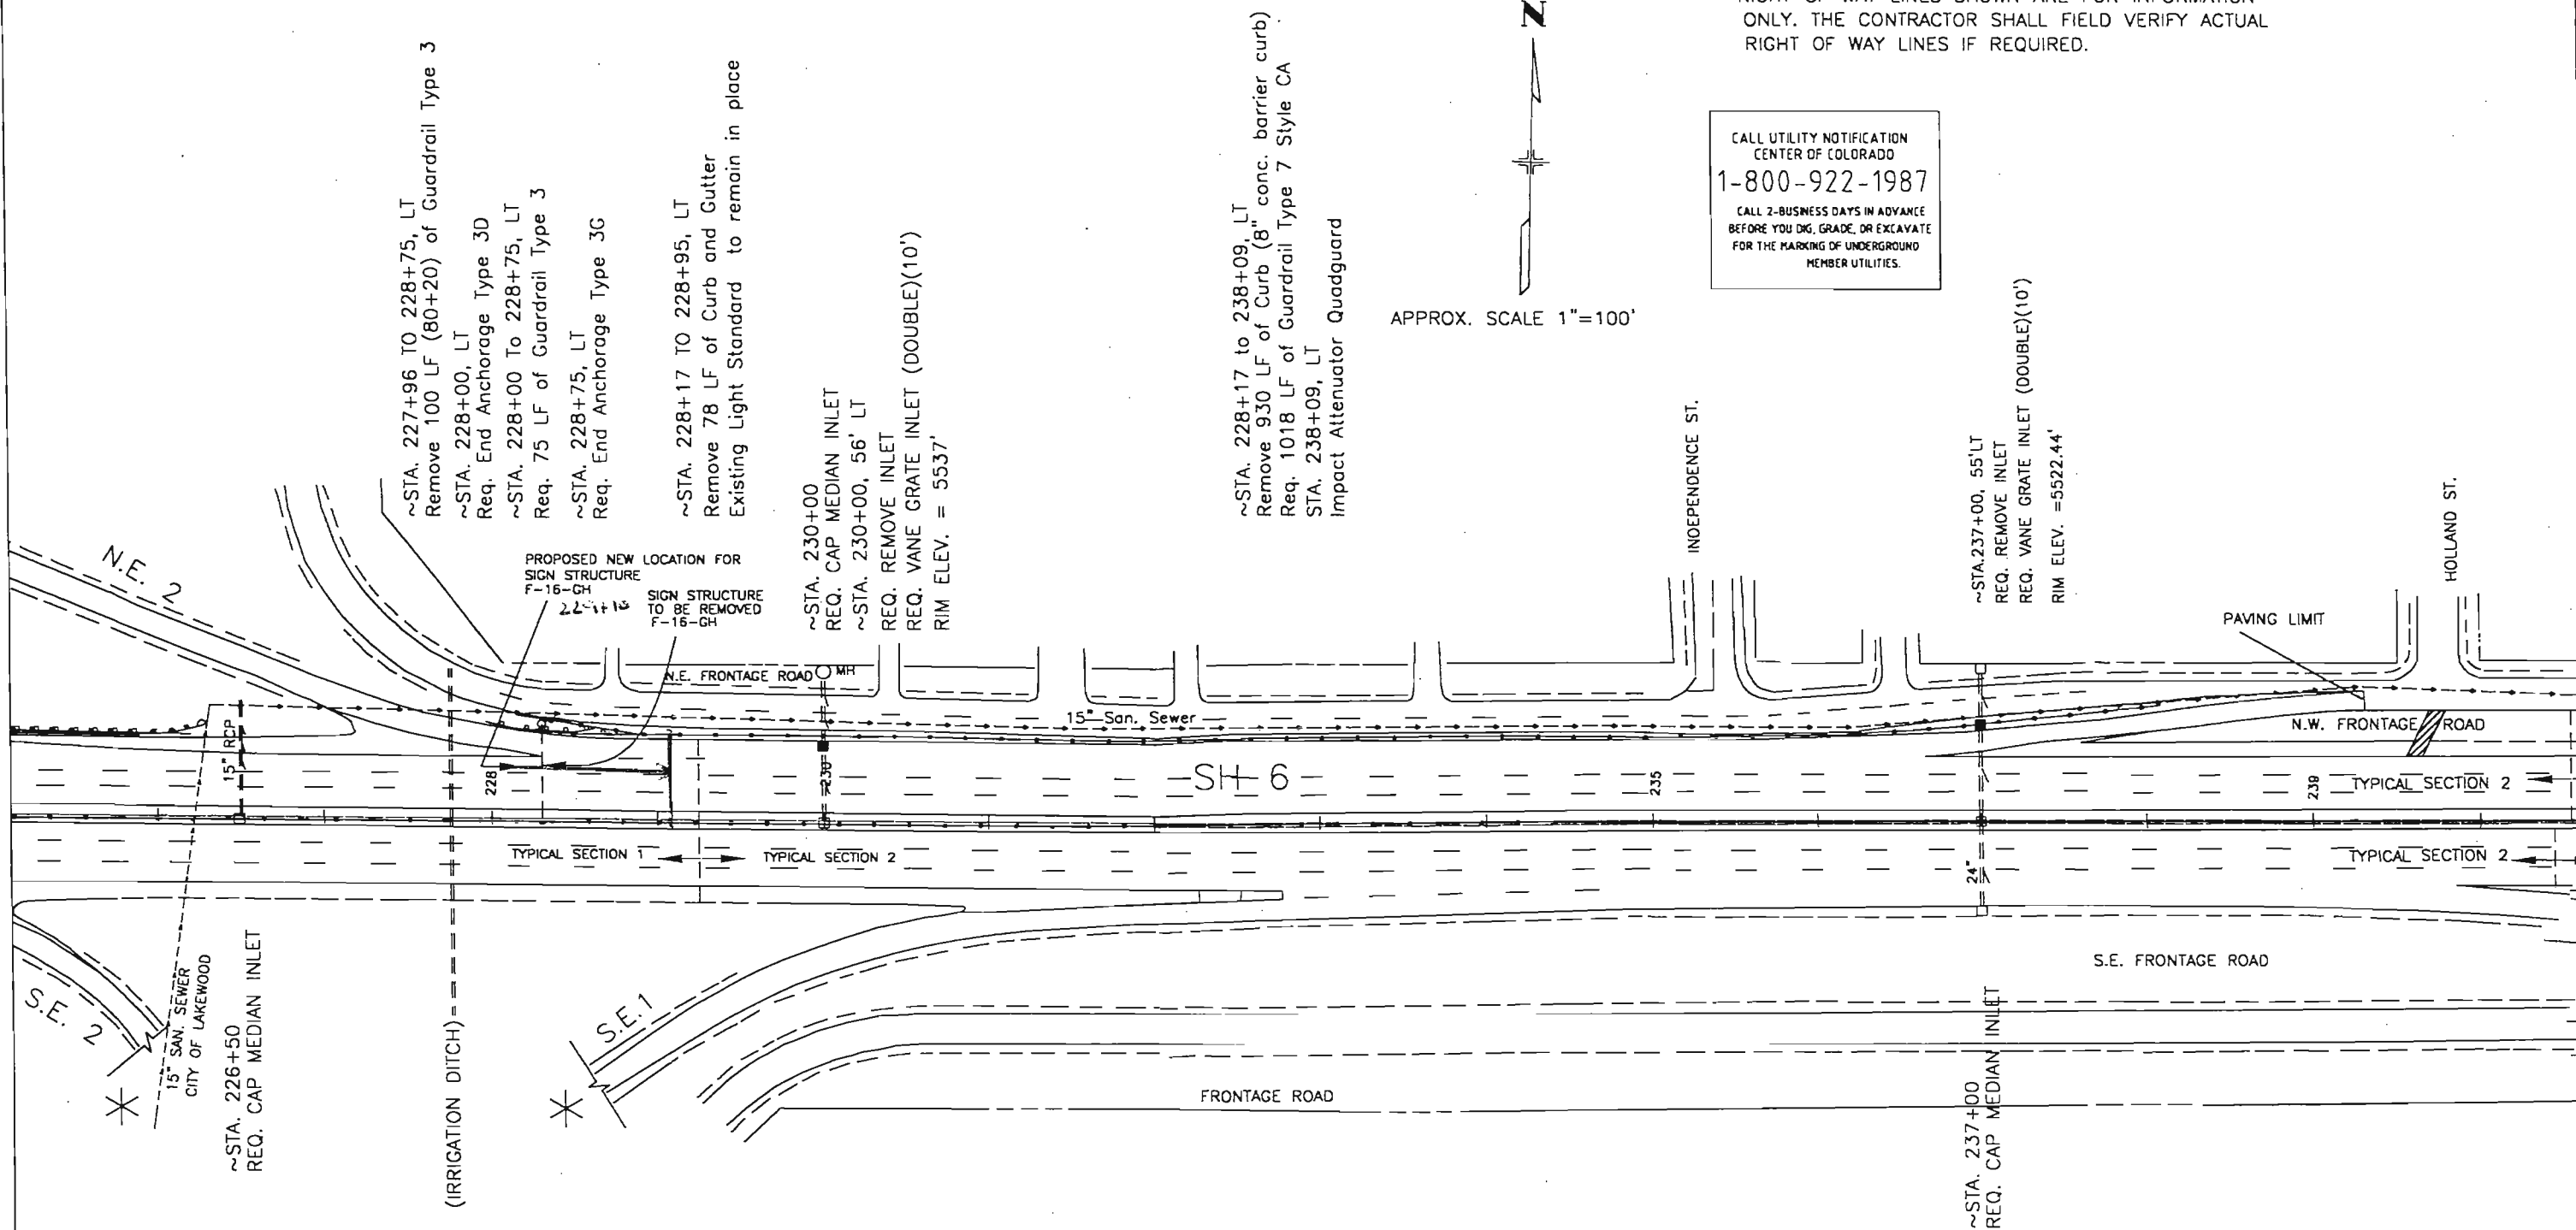 RIGHT OF WAY LINES SHOWN ARE FOR INFORMATION
ONLY. THE CONTRACTOR SHALL FIELD VERIFY ACTUAL
RIGHT OF WAY LINES IF REQUIRED.
N
APPROX. SCALE 1"=100'
CALL UTILITY NOTIFICATION
CENTER OF COLORADO
1-800-922-1987
CALL 2-BUSINESS DAYS IN ADVANCE
BEFORE YOU DIG, GRADE, OR EXCAVATE
FOR THE MARKING OF UNDERGROUND
MEMBER UTILITIES.
~STA. 227+96 TO 228+75, LT
Remove 100 LF (80+20) of Guardrail Type 3
~STA. 228+00, LT
Req. End Anchorage Type 3D
~STA. 228+00 To 228+75, LT
Req. 75 LF of Guardrail Type 3
~STA. 228+75, LT
Req. End Anchorage Type 3G
~STA. 228+17 TO 228+95, LT
Remove 78 LF of Curb and Gutter
Existing Light Standard to remain in place
~STA. 230+00
REQ. CAP MEDIAN INLET
~STA. 230+00, 56' LT
REQ. REMOVE INLET
REQ. VANE GRATE INLET (DOUBLE)(10')
RIM ELEV. = 5537'
~STA. 228+17 to 238+09, LT
Remove 930 LF of Curb (8" conc. barrier curb)
Req. 1018 LF of Guardrail Type 7 Style CA
STA. 238+09, LT
Impact Attenuator Quadguard
INDEPENDENCE ST.
~STA.237+00, 55'LT
REQ. REMOVE INLET
REQ. VANE GRATE INLET (DOUBLE)(10')
RIM ELEV. =5522.44'
HOLLAND ST.
PAVING LIMIT
N.E. 2
PROPOSED NEW LOCATION FOR
SIGN STRUCTURE
F-16-GH
SIGN STRUCTURE
TO BE REMOVED
F-16-GH
N.E. FRONTAGE ROAD
MH
15" San. Sewer
N.W. FRONTAGE ROAD
15" RCP
228
230
SH 6
235
239
TYPICAL SECTION 2
TYPICAL SECTION 1
TYPICAL SECTION 2
TYPICAL SECTION 2
24"
S.E. 2
15" SAN. SEWER
CITY OF LAKEWOOD
~STA. 226+50
REQ. CAP MEDIAN INLET
(IRRIGATION DITCH)
S.E.1
S.E. FRONTAGE ROAD
FRONTAGE ROAD
~STA. 237+00
REQ. CAP MEDIAN INLET